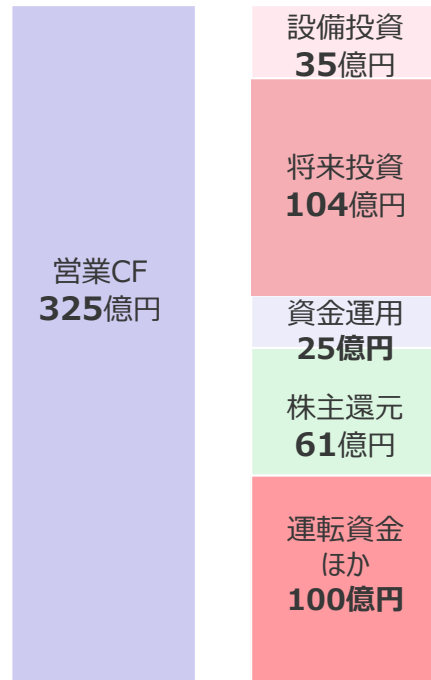 営業CF
325億円
設備投資
35億円
将来投資
104億円
資金運用
25億円
株主還元
61億円
運転資金
ほか
100億円